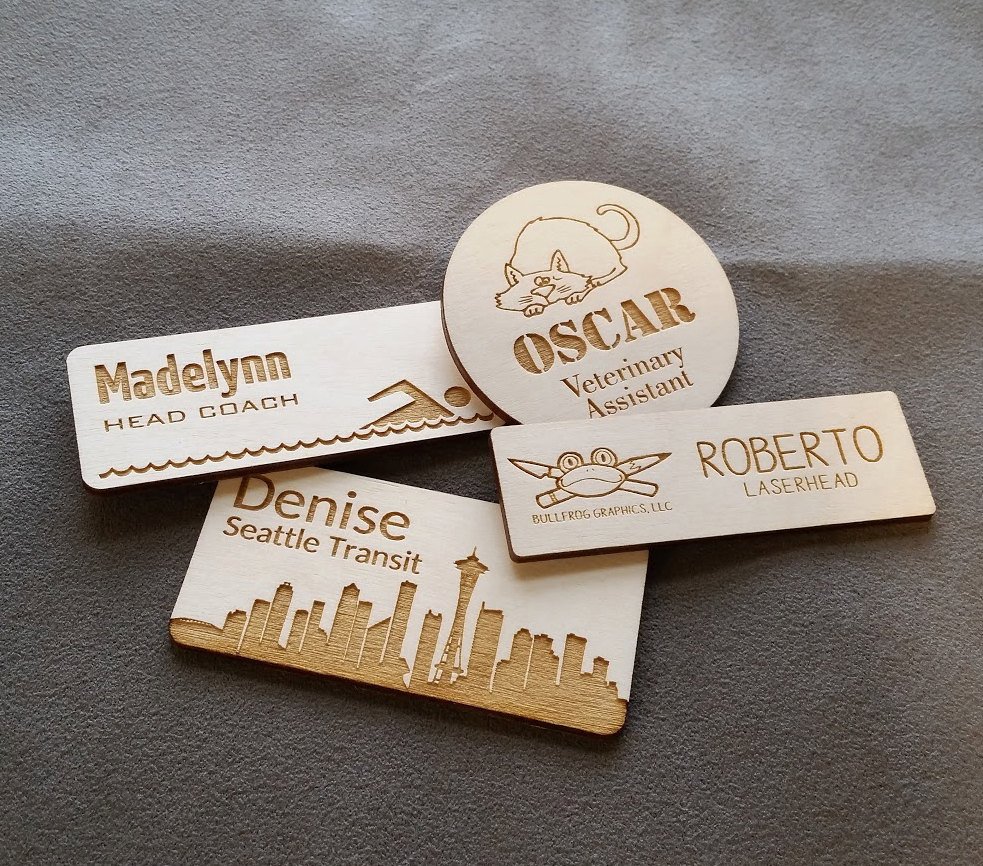 OSCAR
Veterinary
Assistant
Madelynn
HEAD COACH
ROBERTO
LASERHEAD
BULLFROG GRAPHICS, LLC
Denise
Seattle Transit